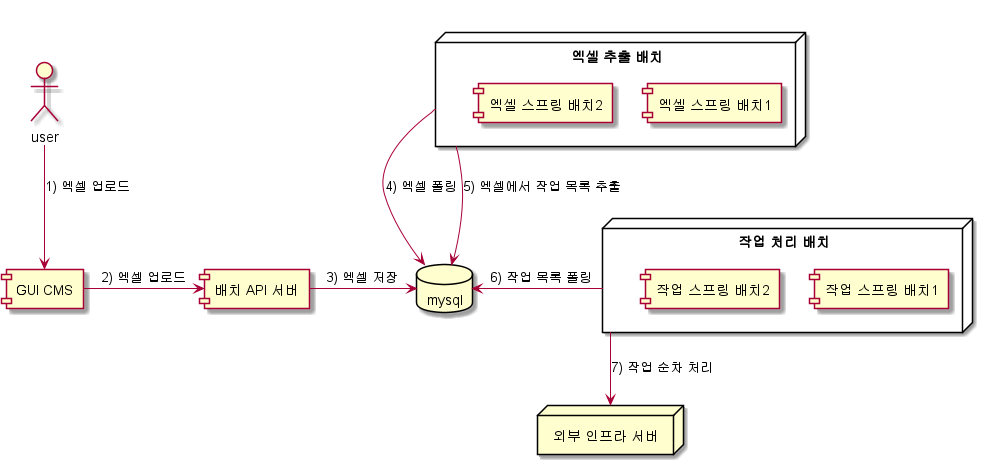 엑셀 추출 배치
엑셀 스프링 배치2
엑셀 스프링 배치1
user
1) 엑셀 업로드
4) 엑셀 폴링
5) 엑셀에서 작업 목록 추출
작업 처리 배치
GUI CMS
2) 엑셀 업로드
배치 API 서버
3) 엑셀 저장
mysql
6) 작업 목록 폴링
작업 스프링 배치2
작업 스프링 배치1
7) 작업 순차 처리
외부 인프라 서버